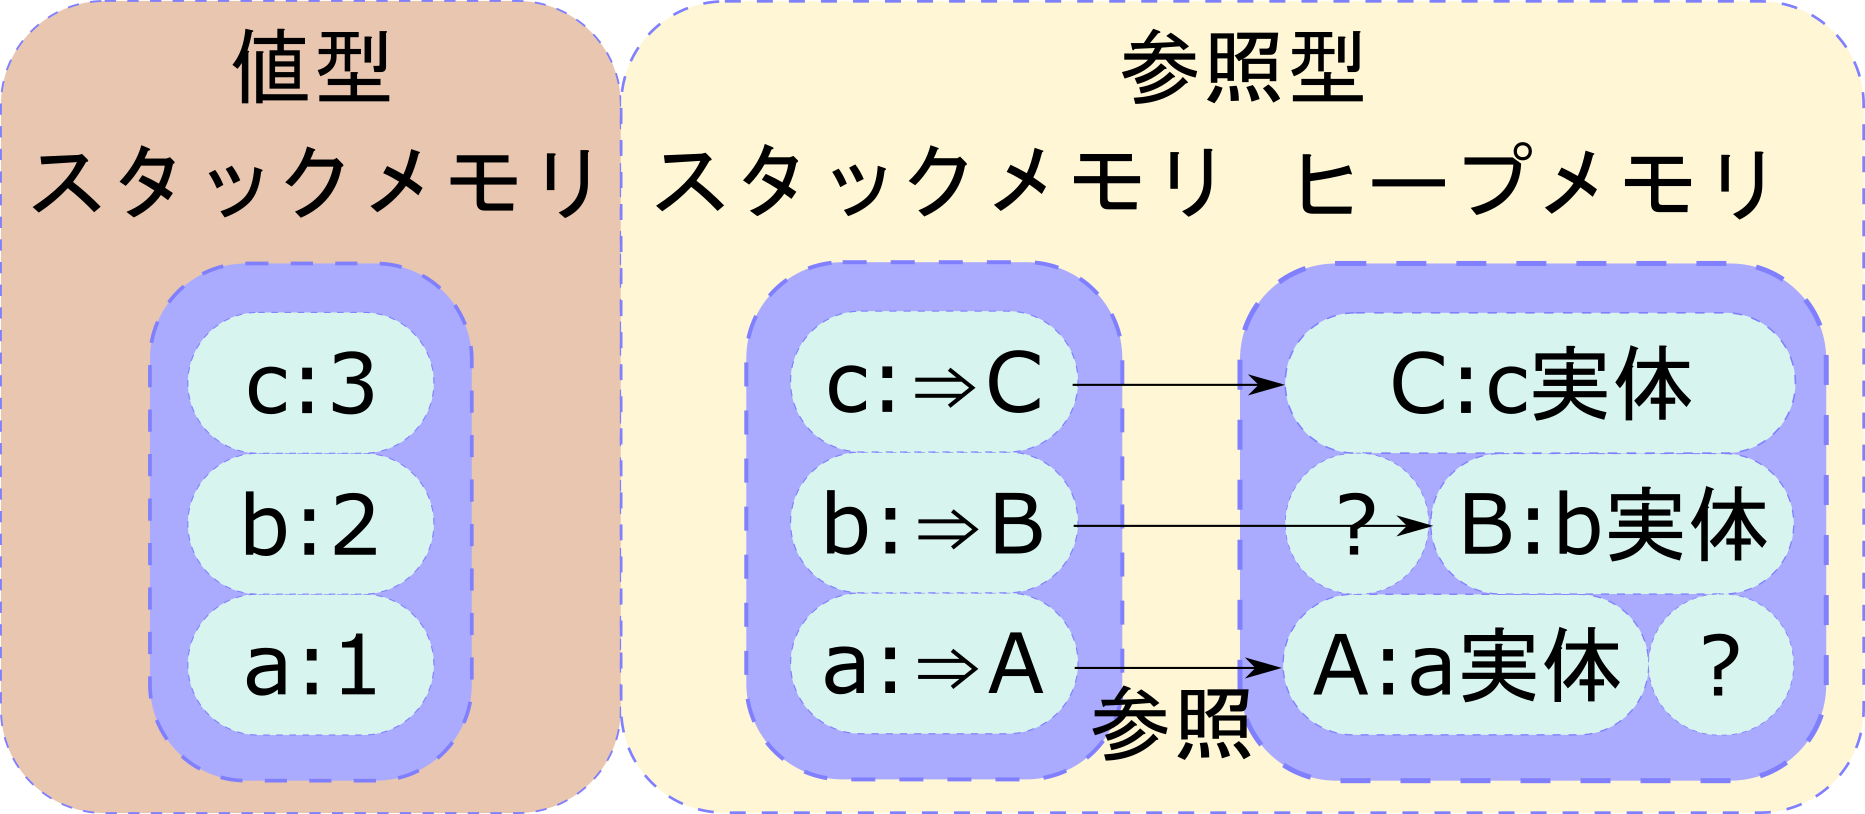 値型
スタックメモリ
c:3
b:2
a:1
参照型
スタックメモリ ヒープメモリ
c:⇒C
b:⇒B
a:⇒A
参照
C:c実体
? B:b実体
A:a実体 ?